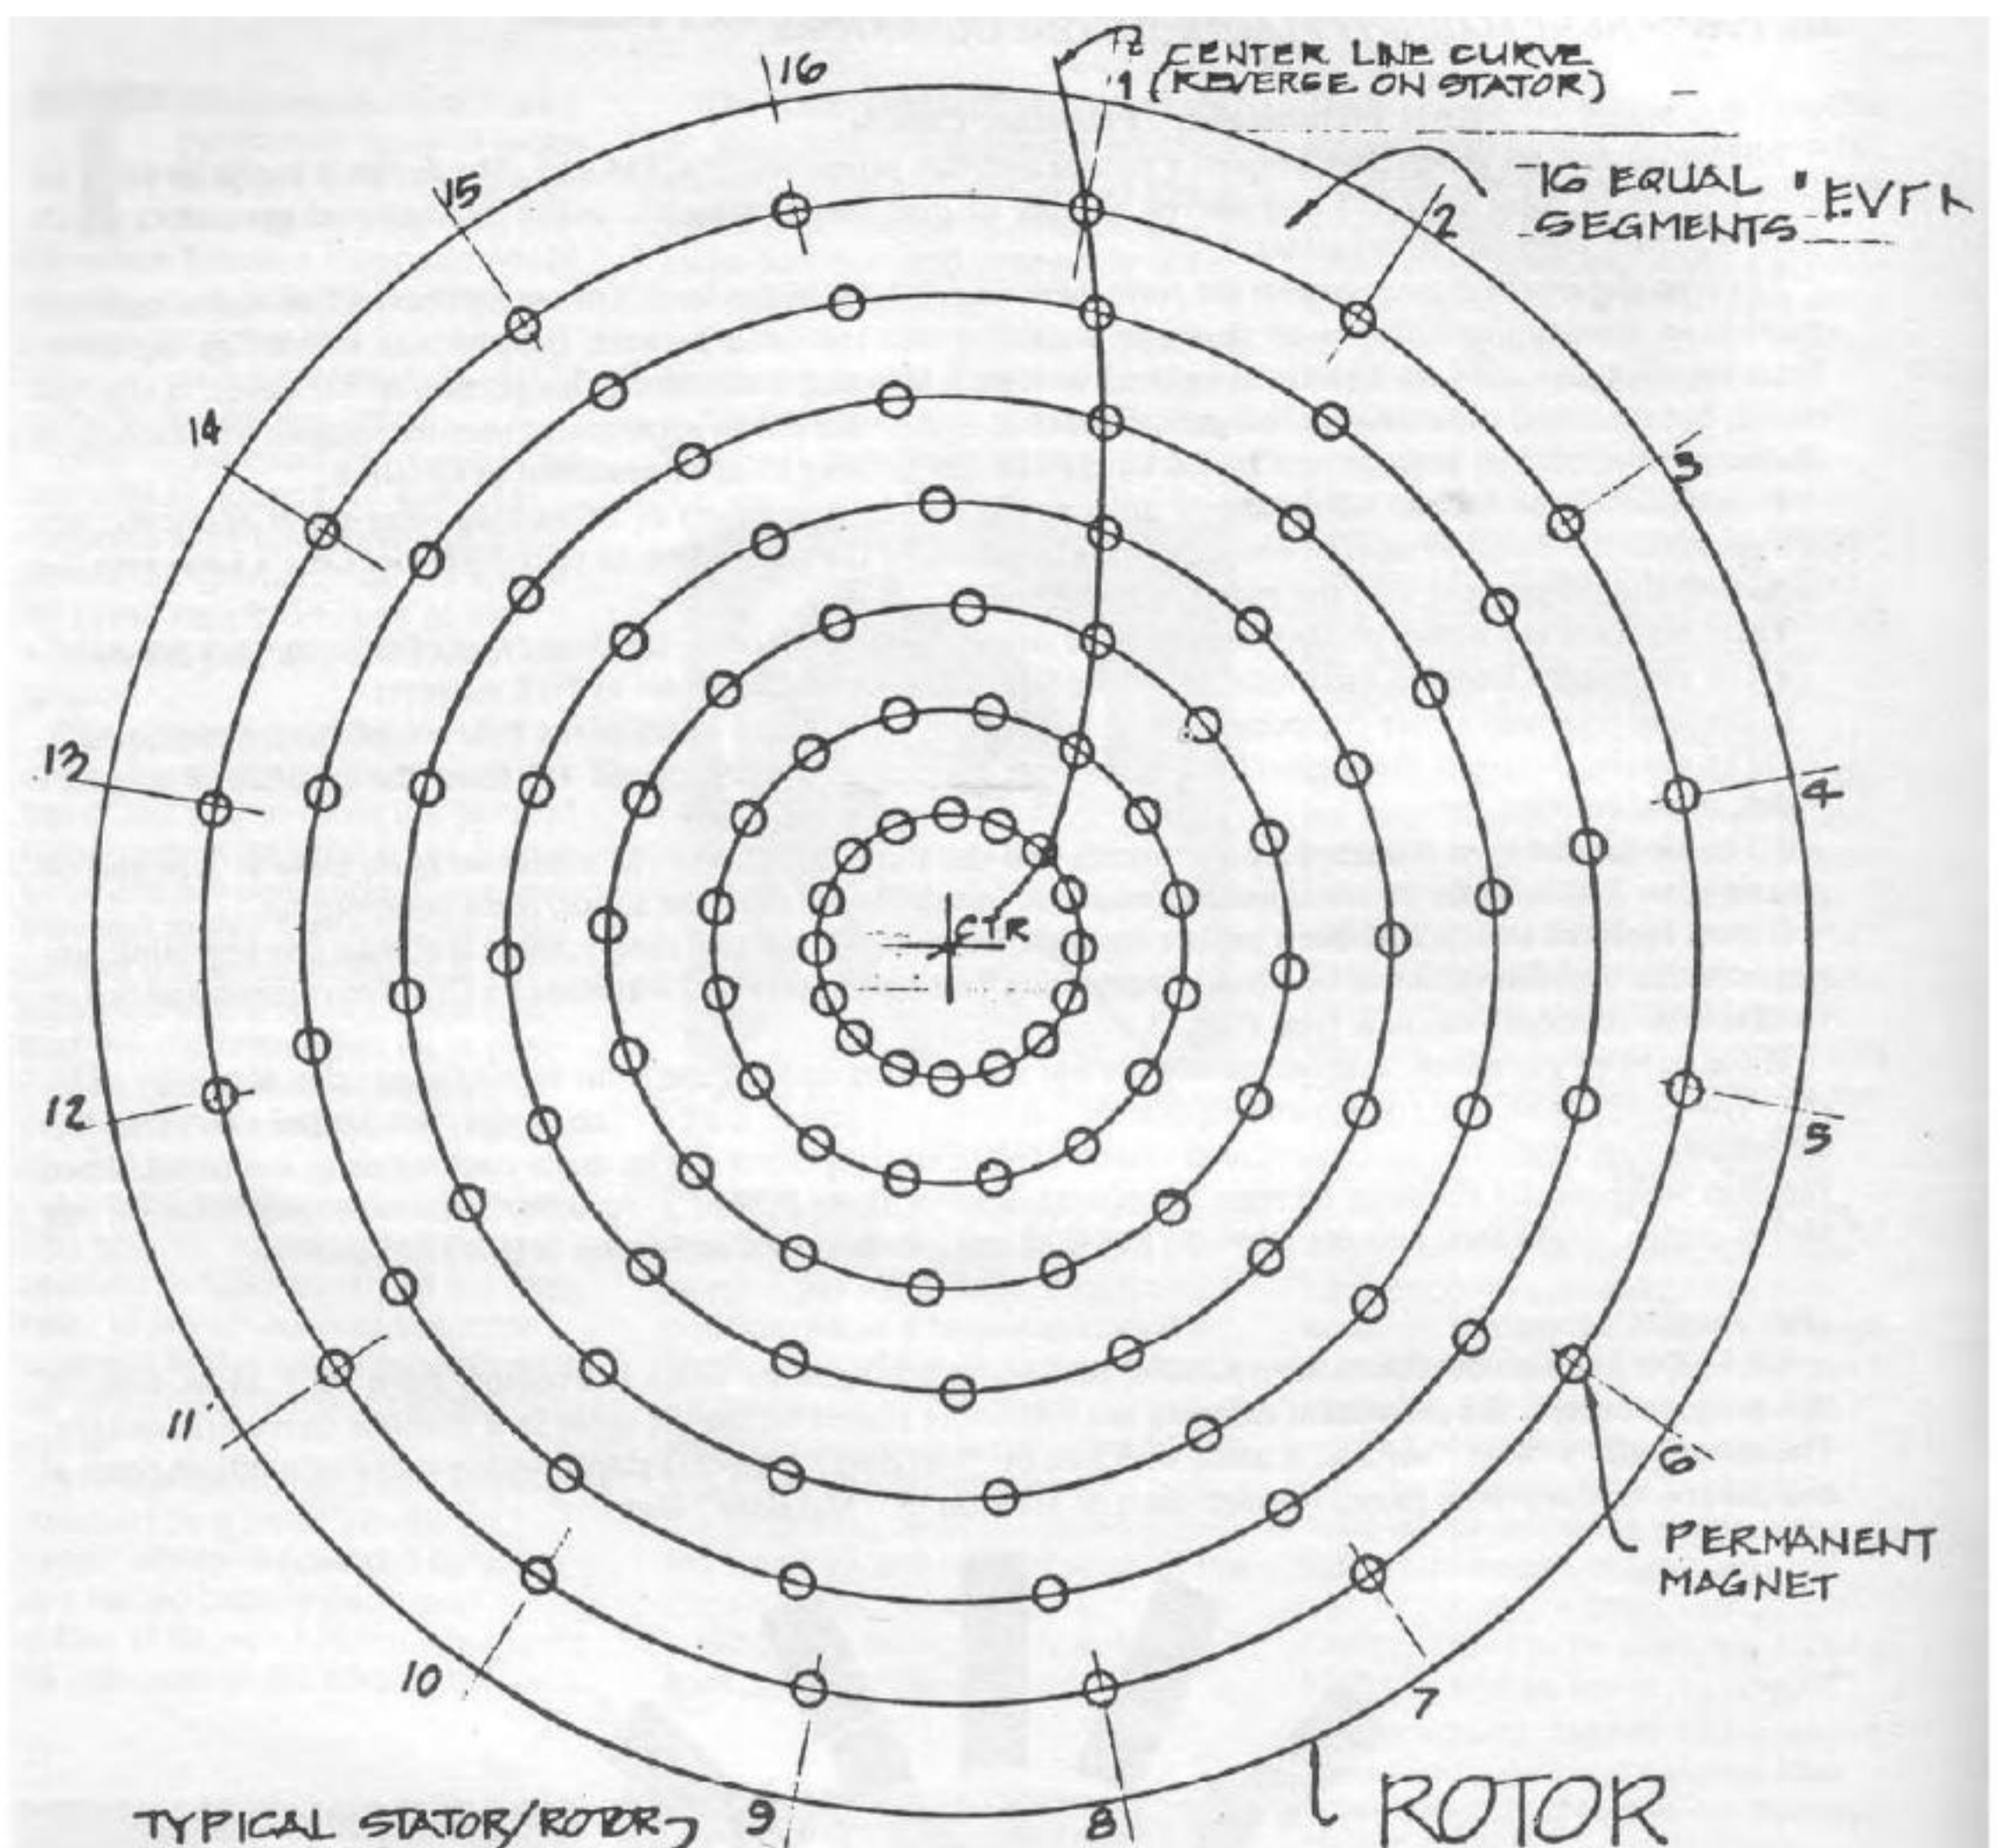 16
CENTER LINE CURVE
1 (REVERSE ON STATOR)
15
16 EQUAL
SEGMENTS
2
14
3
13
4
CTR
12
5
11
6
PERMANENT
MAGNET
10
7
TYPICAL STATOR/ROTOR
9
8
ROTOR